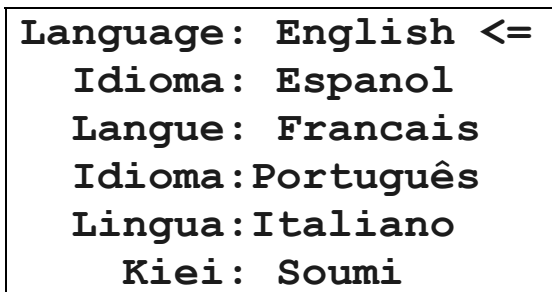 Language: English <=
Idioma: Espanol
Langue: Francais
Idioma:Português
Lingua:Italiano
Kiei: Soumi